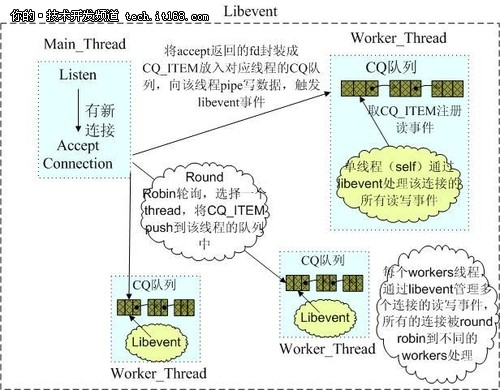 你的·技术开发频道 tech.it168.com
Libevent
Main_Thread
Listen
有新
连接
Accept
Connection
将accept返回的fd封装成
CQ_ITEM放入对应线程的CQ队
列，向该线程pipe写数据，触发
libevent事件
Worker_Thread
CQ队列
取CQ_ITEM注册
读事件
单线程（self）通过
libevent处理该连接的
所有读写事件
Round
Robin轮询，选择一个
thread，将CQ_ITEM
push到该线程的队列
中
CQ队列
Libevent
Worker_Thread
CQ队列
Libevent
Worker_Thread
每个workers线程，
通过libevent管理多
个连接的读写事件，
所有的连接被round-
robin到不同的
workers处理